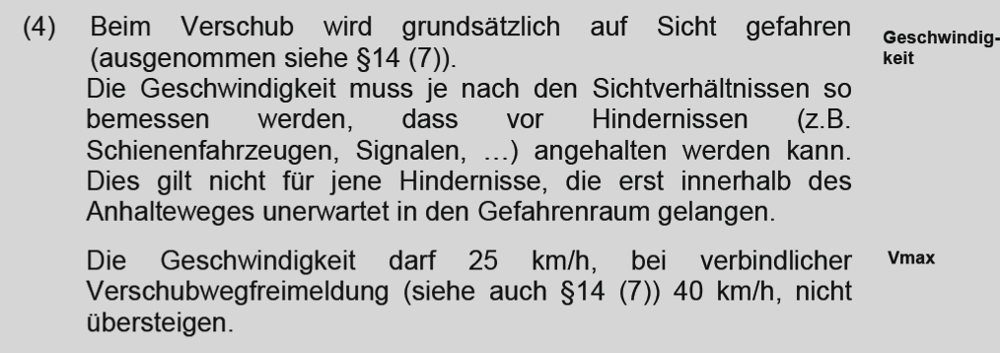 (4) Beim Verschub wird grundsätzlich auf Sicht gefahren
(ausgenommen siehe §14 (7)).
Geschwindig-
keit
Die Geschwindigkeit muss je nach den Sichtverhältnissen so
bemessen werden, dass vor Hindernissen (z.B.
Schienenfahrzeugen, Signalen, …) angehalten werden kann.
Dies gilt nicht für jene Hindernisse, die erst innerhalb des
Anhalteweges unerwartet in den Gefahrenraum gelangen.
Die Geschwindigkeit darf 25 km/h, bei verbindlicher
Verschubwegfreimeldung (siehe auch §14 (7)) 40 km/h, nicht
übersteigen.
Vmax